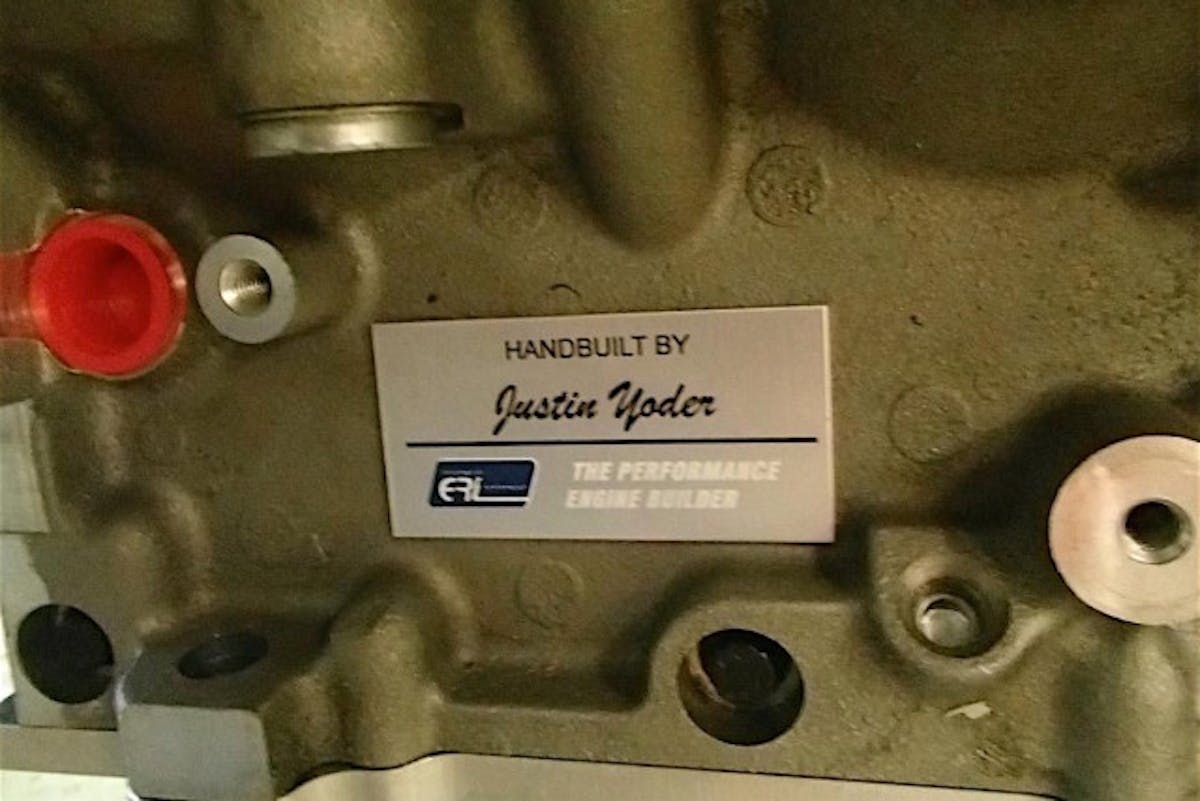 HANDBUILT BY
Justin Yoder
ERL
THE PERFORMANCE
ENGINE BUILDER